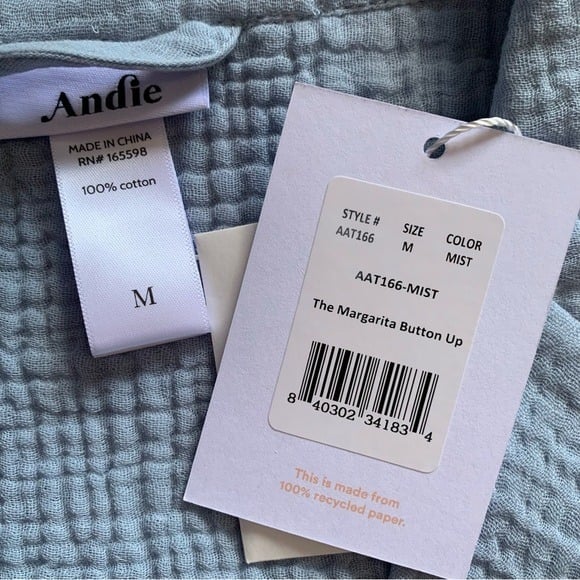 Andie
MADE IN CHINA
RN# 165598
100% cotton
M
STYLE # SIZE COLOR
AAT166 M MIST
AAT166-MIST
The Margarita Button Up
8 40302 34183 4
This is made from
100% recycled paper.